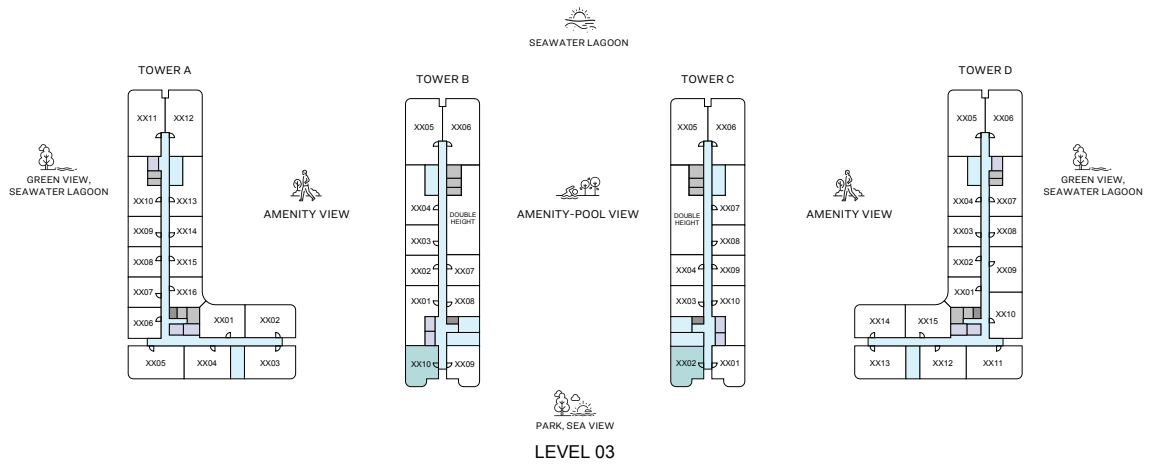 SEAWATER LAGOON
TOWER A
TOWER B
TOWER C
TOWER D
XX11
XX12
XX10
XX13
XX09
XX14
XX08
XX15
XX07
XX16
XX06
XX01
XX02
XX05
XX04
XX03
XX05
XX06
XX04
DOUBLE
HEIGHT
XX03
XX02
XX07
XX01
XX08
XX10
XX09
XX05
XX06
DOUBLE
HEIGHT
XX07
XX08
XX04
XX09
XX03
XX10
XX02
XX01
XX05
XX06
XX04
XX07
XX03
XX08
XX02
XX09
XX01
XX10
XX14
XX15
XX13
XX12
XX11
GREEN VIEW,
SEAWATER LAGOON
AMENITY VIEW
AMENITY-POOL VIEW
AMENITY VIEW
GREEN VIEW,
SEAWATER LAGOON
PARK, SEA VIEW
LEVEL 03